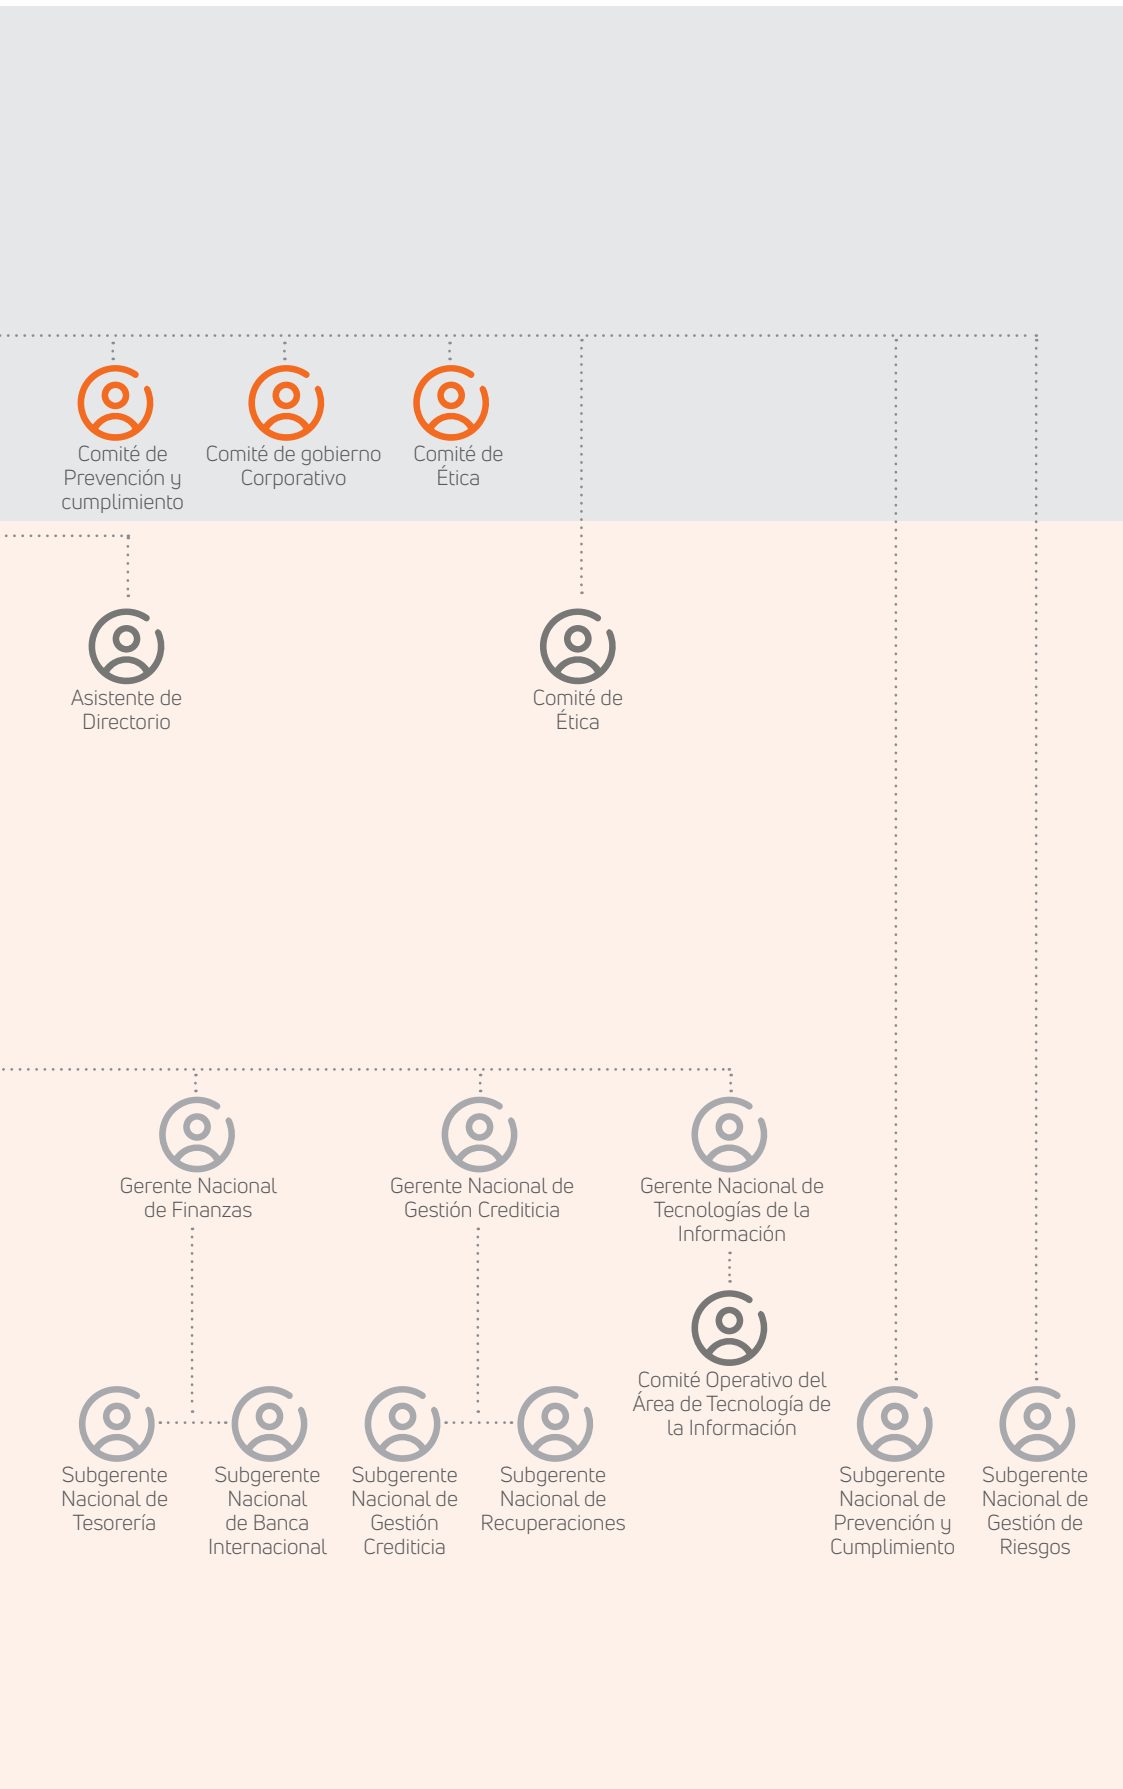 Comité de
Prevención y
cumplimiento
Comité de gobierno
Corporativo
Comité de
Ética
Asistente de
Directorio
Comité de
Ética
Gerente Nacional
de Finanzas
Gerente Nacional de
Gestión Crediticia
Gerente Nacional de
Tecnologías de la
Información
Comité Operativo del
Área de Tecnología de
la Información
Subgerente
Nacional de
Tesorería
Subgerente
Nacional
de Banca
Internacional
Subgerente
Nacional de
Gestión
Crediticia
Subgerente
Nacional de
Recuperaciones
Subgerente
Nacional de
Prevención y
Cumplimiento
Subgerente
Nacional de
Gestión de
Riesgos